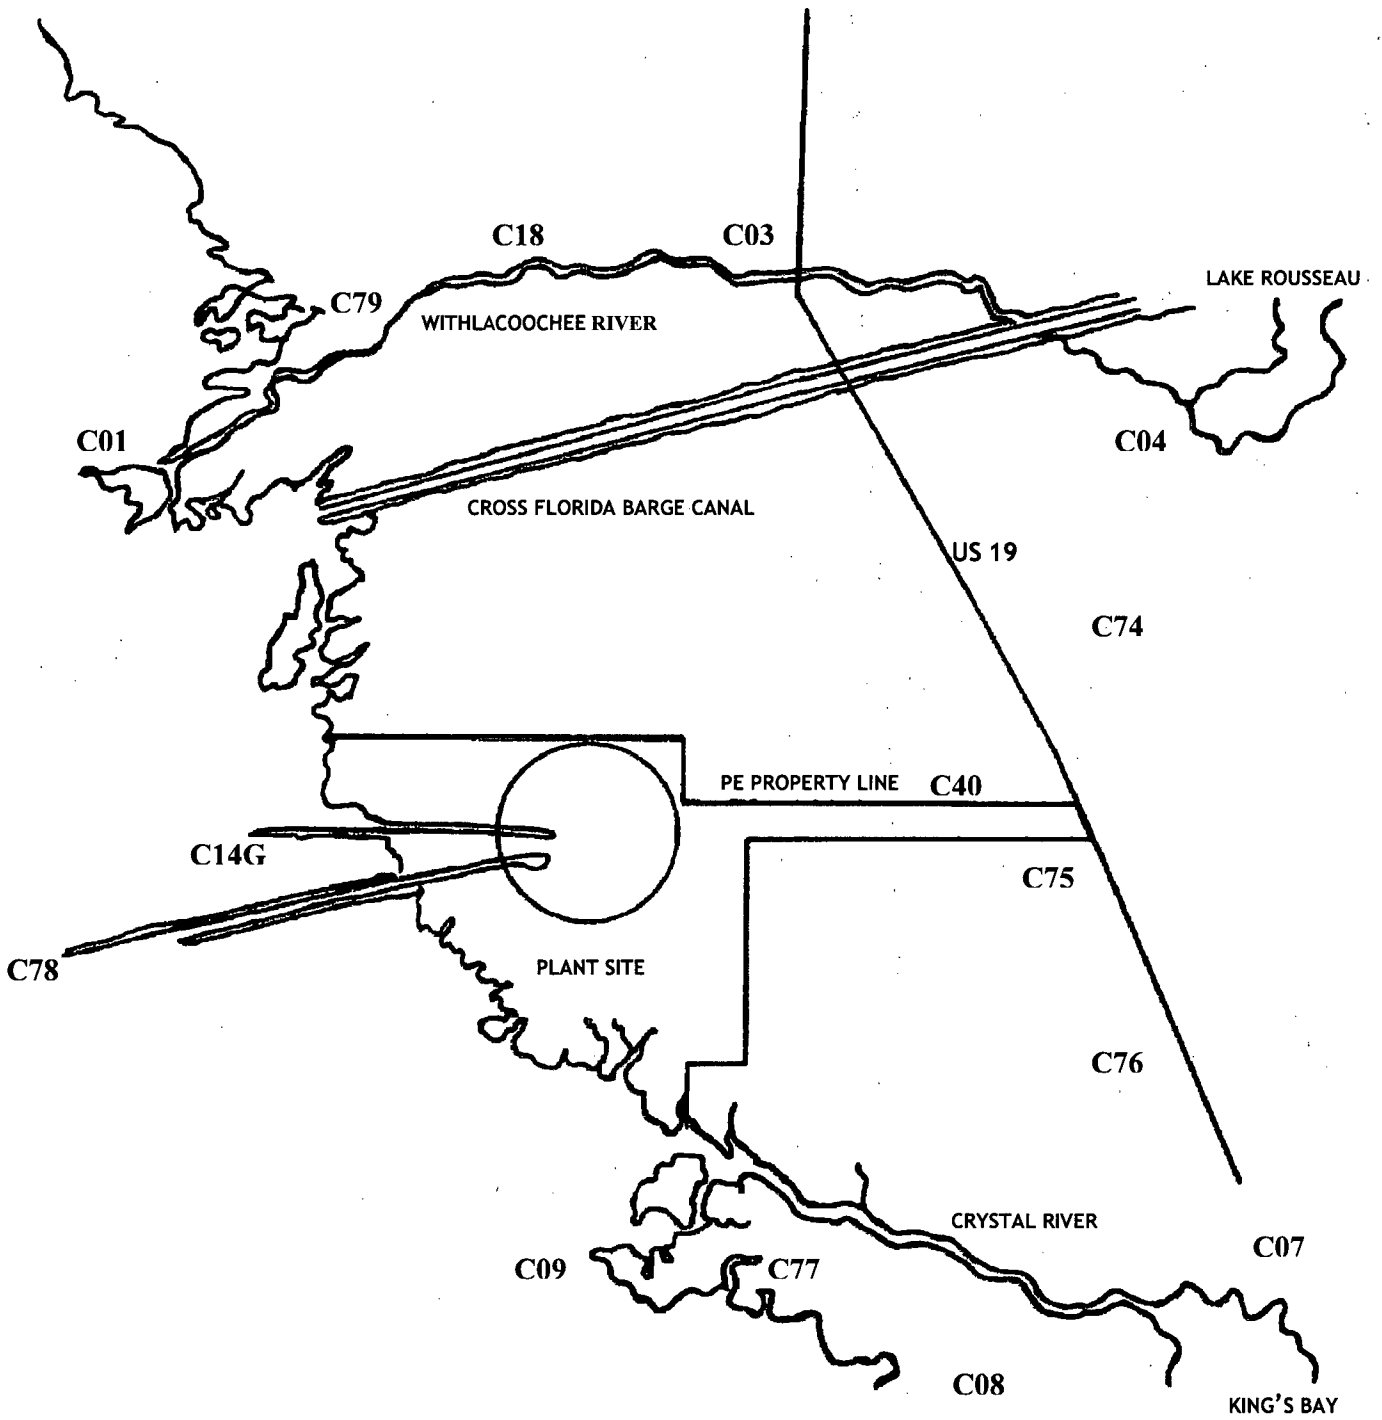 C18
C03
LAKE ROUSSEAU
C79
WITHLACOOCHEE RIVER
C01
C04
CROSS FLORIDA BARGE CANAL
US 19
C74
PE PROPERTY LINE
C40
C14G
C75
C78
PLANT SITE
C76
CRYSTAL RIVER
C07
C09
C77
C08
KING'S BAY